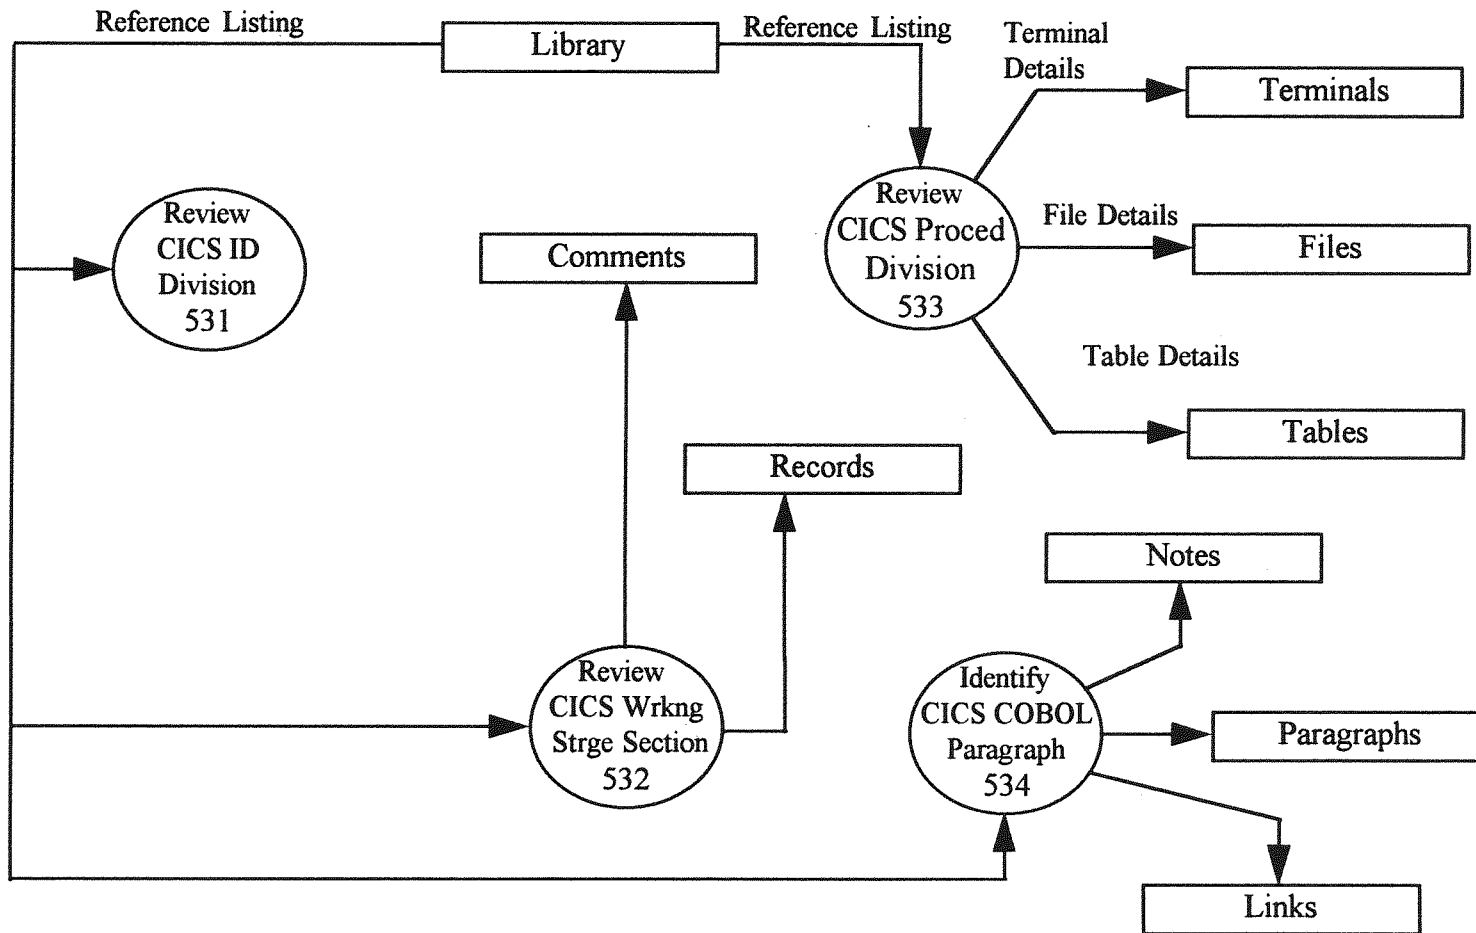 Reference Listing
Library
Reference Listing
Terminal
Details
Terminals
Review
CICS ID
Division
531
Comments
Review
CICS Proced
Division
533
File Details
Files
Table Details
Tables
Records
Notes
Review
CICS Wrkng
Strge Section
532
Identify
CICS COBOL
Paragraph
534
Paragraphs
Links